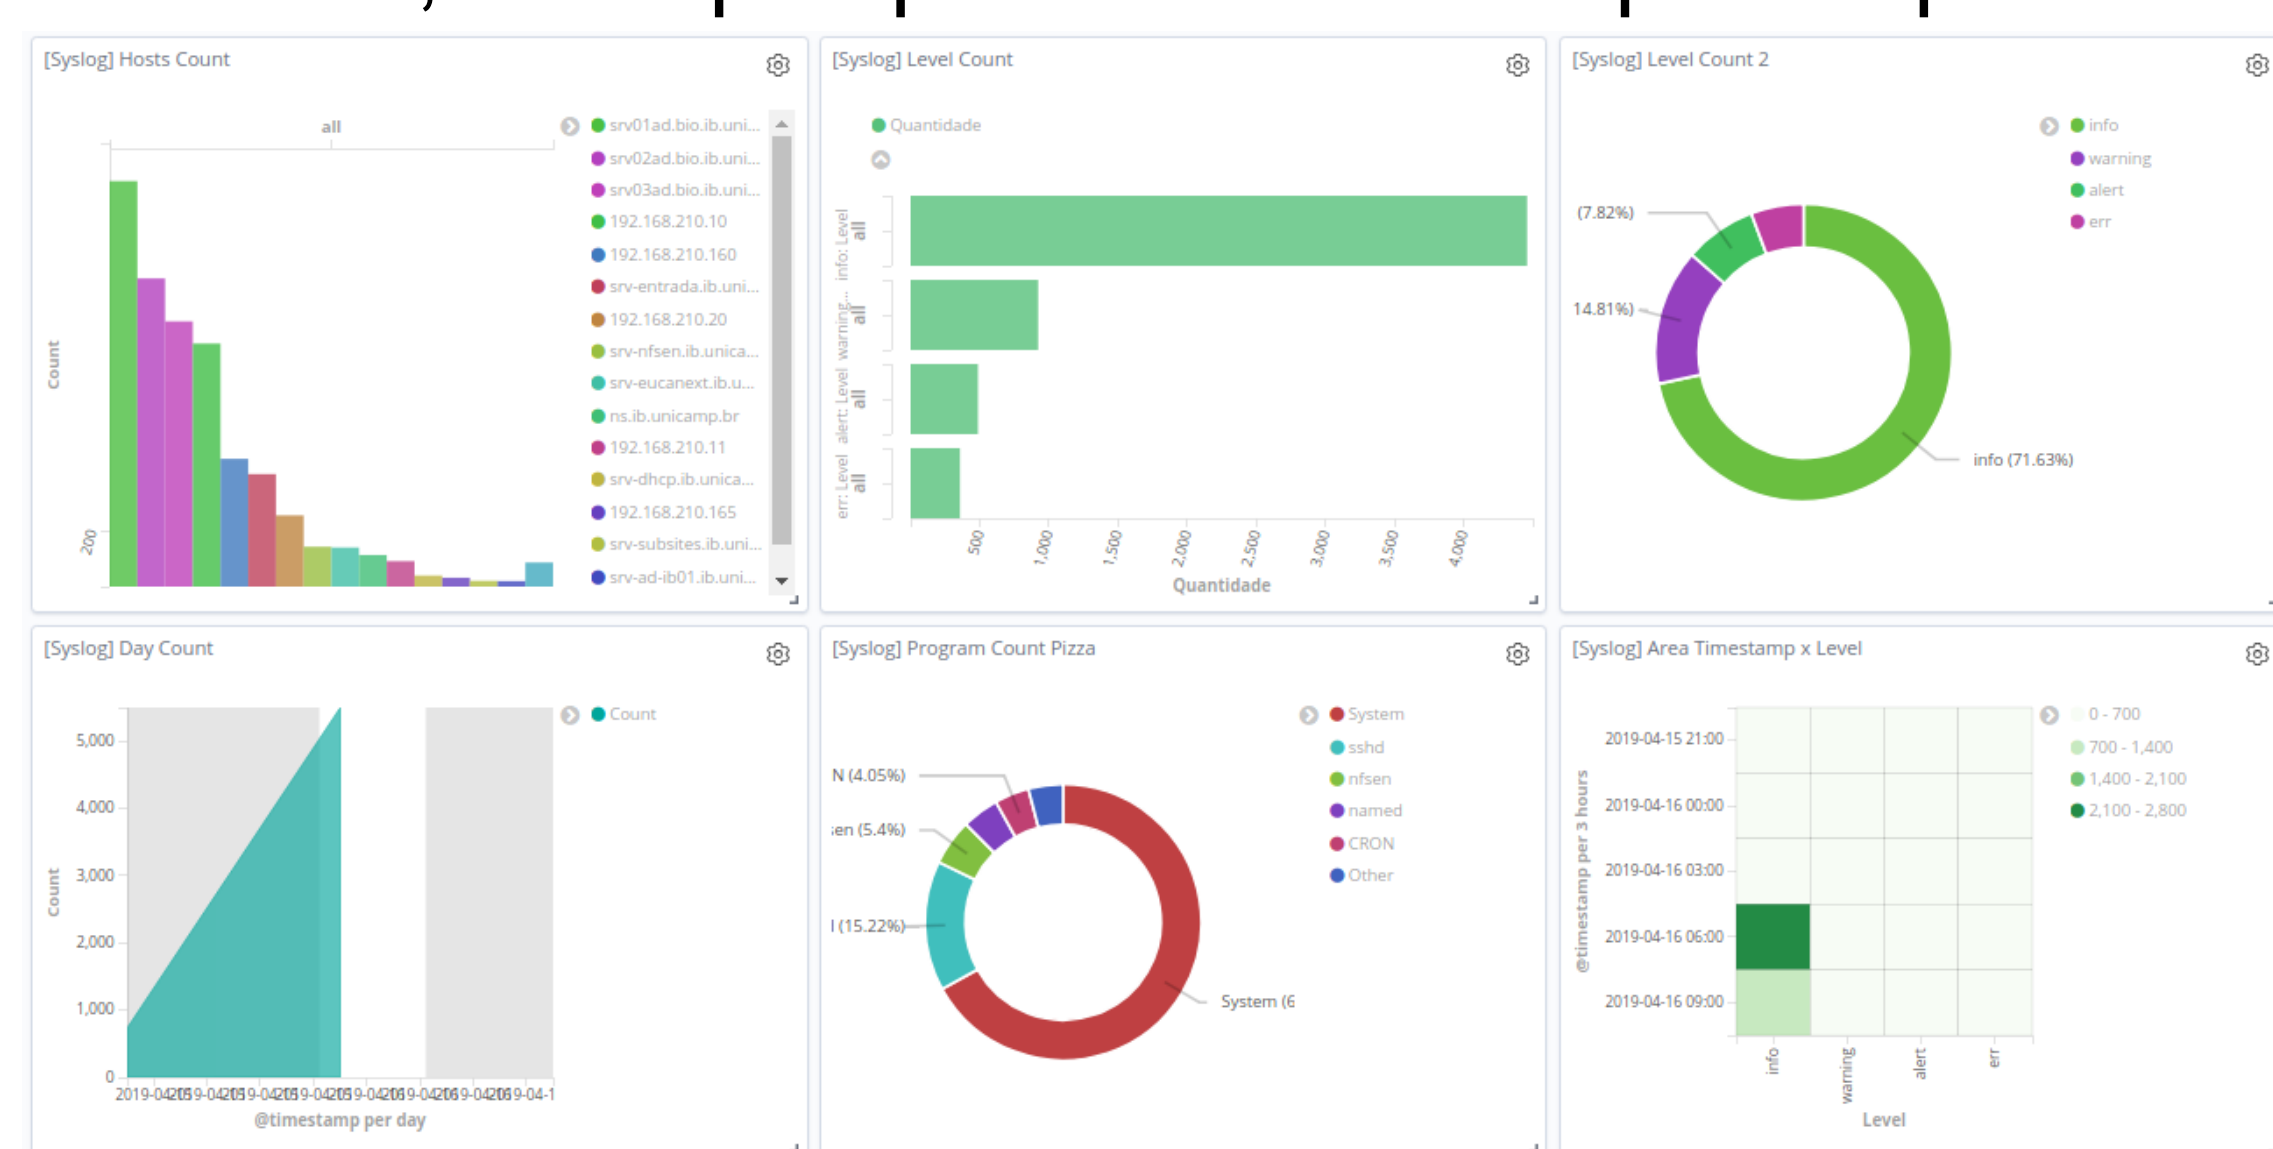 [Syslog] Hosts Count
all
Count
200
srv01ad.bio.ib.uni...
srv02ad.bio.ib.uni...
srv03ad.bio.ib.uni...
192.168.210.10
192.168.210.160
srv-entrada.ib.uni...
192.168.210.20
srv-nfsen.ib.unica...
srv-eucanext.ib.u...
ns.ib.unicamp.br
192.168.210.11
srv-dhcp.ib.unica...
192.168.210.165
srv-subsites.ib.uni...
srv-ad-ib01.ib.uni...
[Syslog] Level Count
Quantidade
info: Level
all
warning...
all
alert: Level
all
err: Level
all
500
1,000
1,500
2,000
2,500
3,000
3,500
4,000
Quantidade
[Syslog] Level Count 2
(7.82%)
14.81%)
info (71.63%)
info
warning
alert
err
[Syslog] Day Count
Count
5,000
4,000
3,000
2,000
1,000
0
@timestamp per day
Count
[Syslog] Program Count Pizza
N (4.05%)
sen (5.4%)
(15.22%)
System (6
System
sshd
nfsen
named
CRON
Other
[Syslog] Area Timestamp x Level
@timestamp per 3 hours
2019-04-15 21:00
2019-04-16 00:00
2019-04-16 03:00
2019-04-16 06:00
2019-04-16 09:00
info
warning
alert
err
Level
0 - 700
700 - 1,400
1,400 - 2,100
2,100 - 2,800